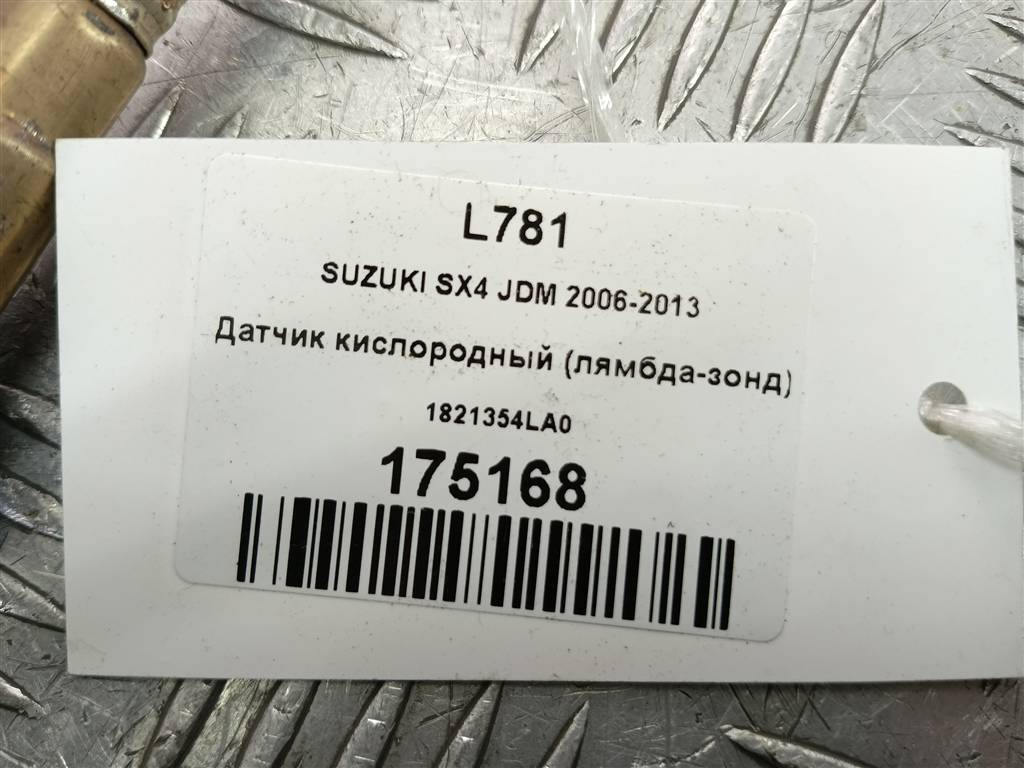 L781
SUZUKI SX4 JDM 2006-2013
Датчик кислородный (лямбда-зонд)
1821354LA0
175168